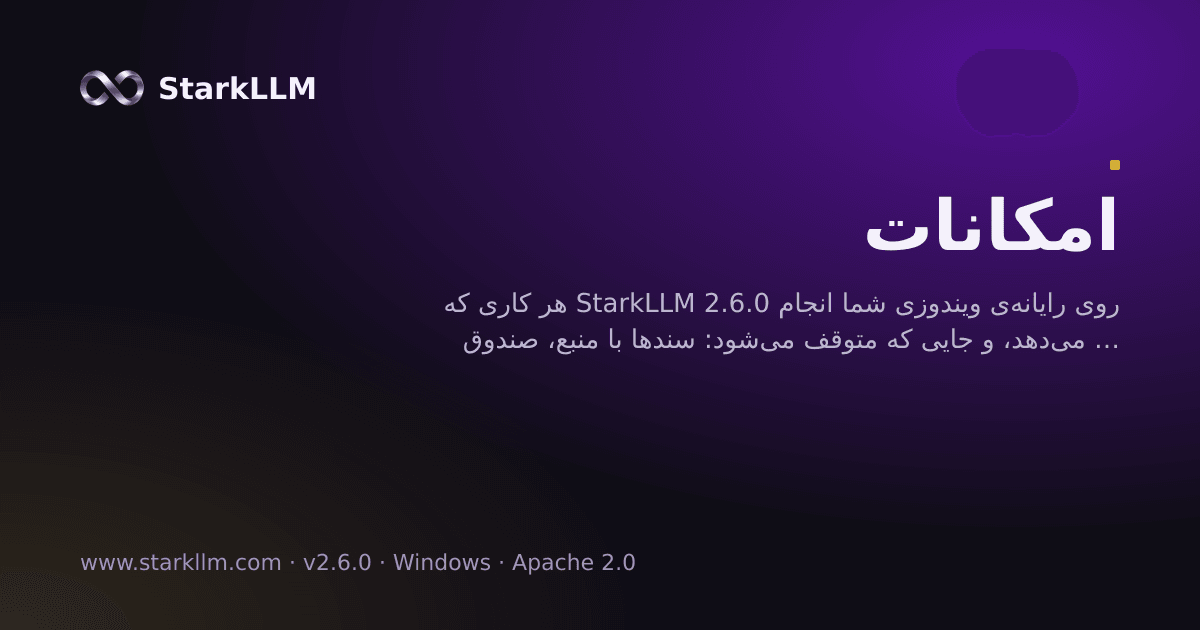 StarkLLM
امکانات
روی رایانه‌ی ویندوزی شما انجام StarkLLM 2.6.0 هر کاری که
… می‌دهد، و جایی که متوقف می‌شود: سندها با منبع، صندوق
www.starkllm.com · v2.6.0 · Windows · Apache 2.0